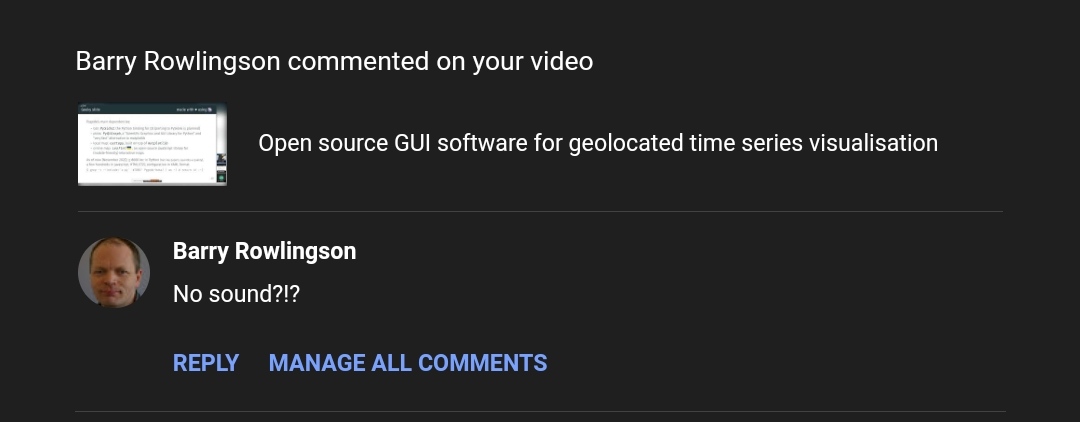 Barry Rowlingson commented on your video
Open source GUI software for geolocated time series visualisation
Barry Rowlingson
No sound?!?
REPLY MANAGE ALL COMMENTS